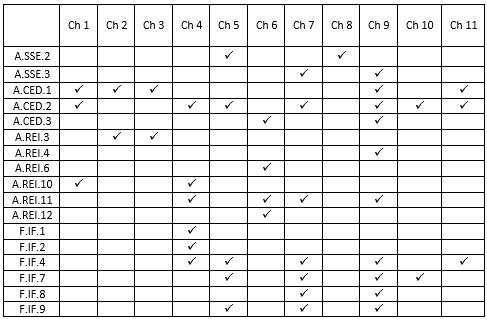 Ch 1 Ch 2 Ch 3 Ch 4 Ch 5 Ch 6 Ch 7 Ch 8 Ch 9 Ch 10 Ch 11
A.SSE.2 ✓ ✓
A.SSE.3 ✓ ✓
A.CED.1 ✓ ✓ ✓ ✓ ✓
A.CED.2 ✓ ✓ ✓ ✓ ✓ ✓ ✓
A.CED.3 ✓ ✓
A.REI.3 ✓ ✓
A.REI.4 ✓
A.REI.6 ✓
A.REI.10 ✓ ✓
A.REI.11 ✓ ✓ ✓ ✓
A.REI.12 ✓
F.IF.1 ✓
F.IF.2 ✓
F.IF.4 ✓ ✓ ✓ ✓ ✓
F.IF.7 ✓ ✓ ✓ ✓
F.IF.8 ✓ ✓
F.IF.9 ✓ ✓ ✓